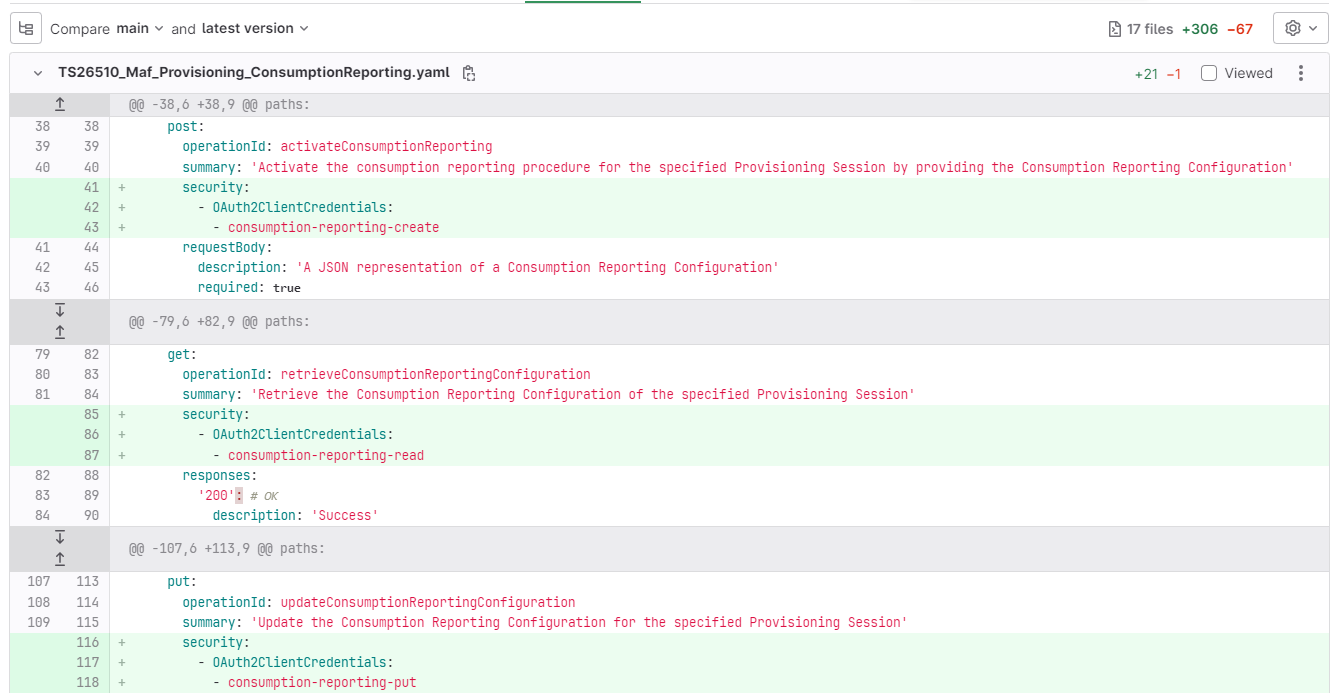 Compare main and latest version 17 files +306 −67
TS26510_Maf_Provisioning_ConsumptionReporting.yaml +21 −1 Viewed
@@ -38,6 +38,9 @@ paths:
38 38 post:
39 39 operationId: activateConsumptionReporting
40 40 summary: 'Activate the consumption reporting procedure for the specified Provisioning Session by providing the Consumption Reporting Configuration'
41 + security:
42 + - OAuth2ClientCredentials:
43 + - consumption-reporting-create
41 44 requestBody:
42 45 description: 'A JSON representation of a Consumption Reporting Configuration'
43 46 required: true
@@ -79,6 +82,9 @@ paths:
79 82 get:
80 83 operationId: retrieveConsumptionReportingConfiguration
81 84 summary: 'Retrieve the Consumption Reporting Configuration of the specified Provisioning Session'
85 + security:
86 + - OAuth2ClientCredentials:
87 + - consumption-reporting-read
82 88 responses:
83 89 '200': # OK
84 90 description: 'Success'
@@ -107,6 +113,9 @@ paths:
107 113 put:
108 114 operationId: updateConsumptionReportingConfiguration
109 115 summary: 'Update the Consumption Reporting Configuration for the specified Provisioning Session'
116 + security:
117 + - OAuth2ClientCredentials:
118 + - consumption-reporting-put